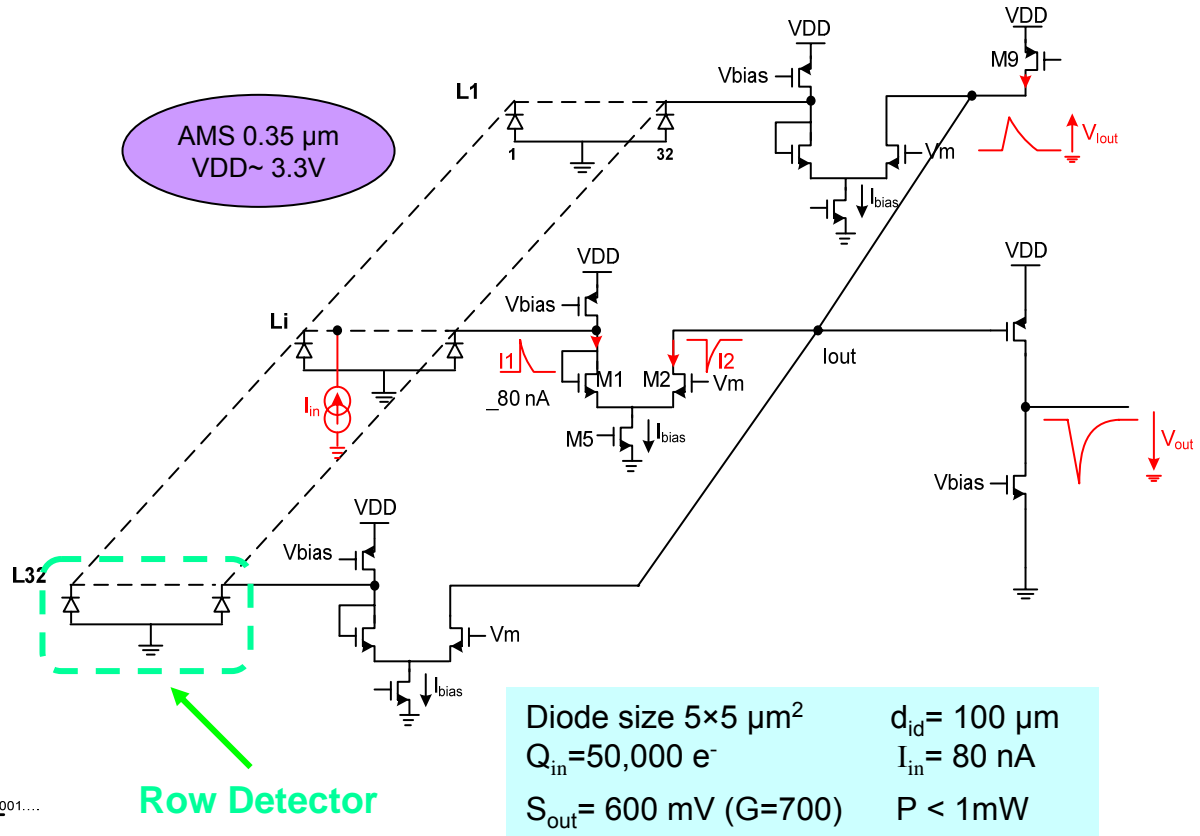 VDD
VDD
M9
Vbias
L1
AMS 0.35 µm
VDD~ 3.3V
1
32
Vm
Ibias
VIout
VDD
VDD
Vbias
Li
Iout
I1
I2
M1
M2
Vm
_80 nA
Iin
M5
Ibias
Vout
Vbias
VDD
Vbias
L32
Vm
Ibias
Diode size 5×5 µm² did= 100 µm
Qin=50,000 e- Iin= 80 nA
Sout= 600 mV (G=700) P < 1mW
Row Detector
001....